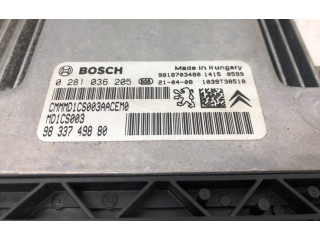 BOSCH
Made in Hungary
0 281 036 205
9818703480 1415 0599
21-04-08 1039T30519
CMMMD1CS003AACEM0
MD1CS003
98 337 498 80